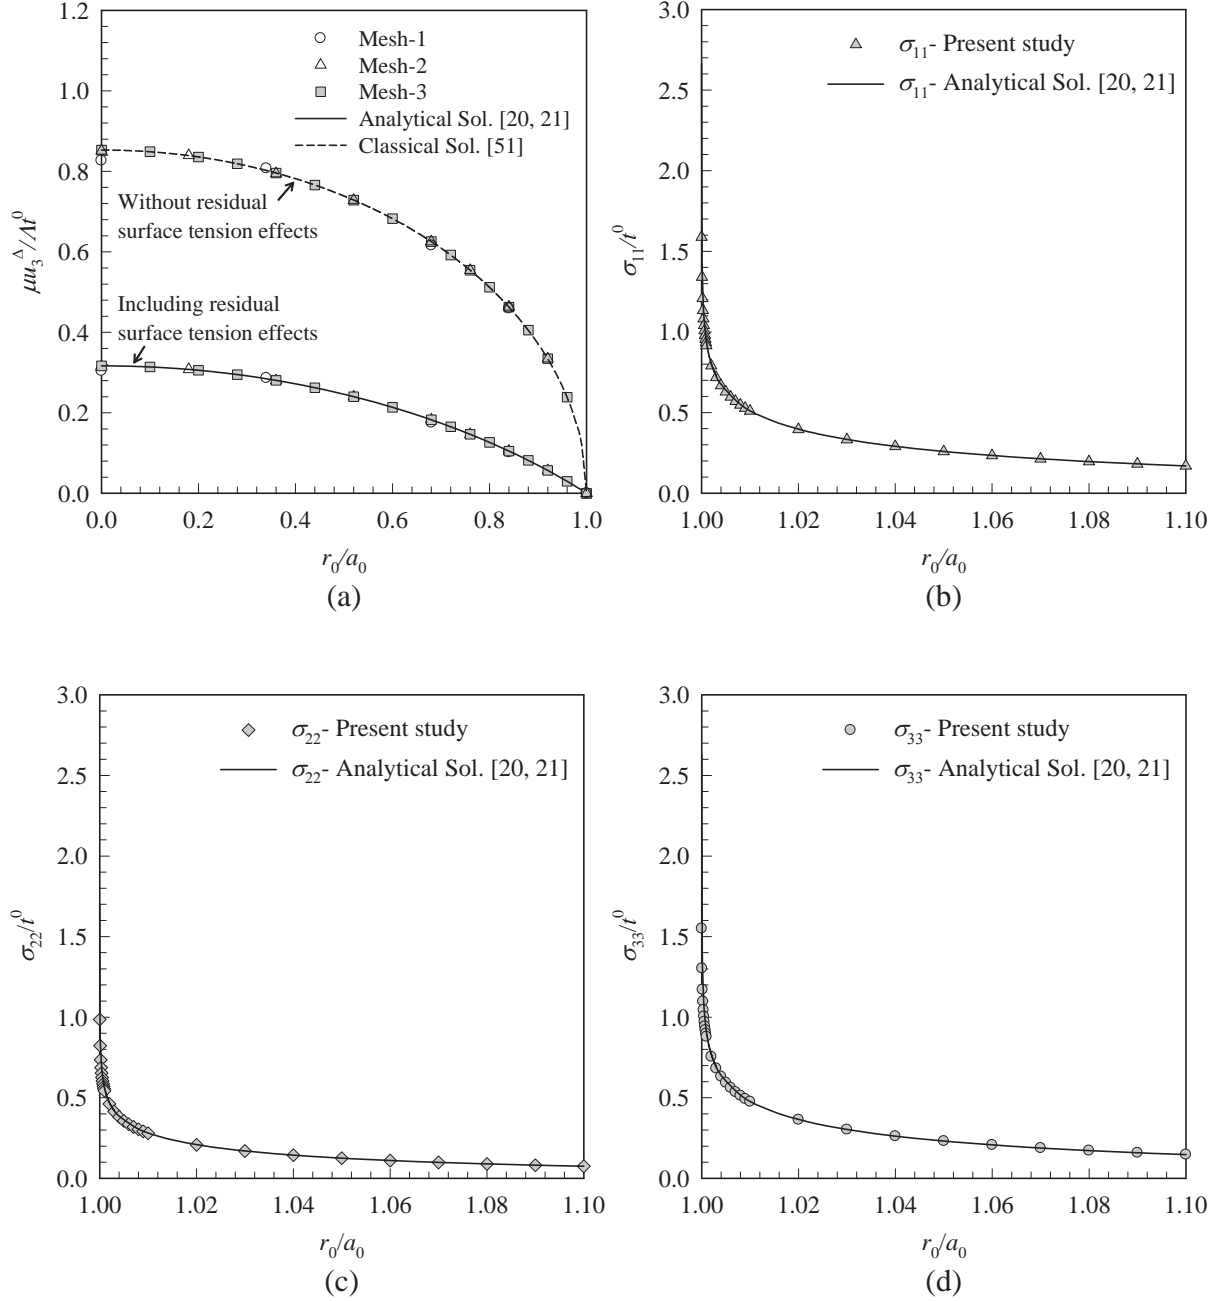 1.2
1.0
0.8
0.6
0.4
0.2
0.0
μu₃^Δ/Λt⁰
Mesh-1
Mesh-2
Mesh-3
Analytical Sol. [20, 21]
Classical Sol. [51]
Without residual
surface tension effects
Including residual
surface tension effects
0.0 0.2 0.4 0.6 0.8 1.0
r₀/a₀
(a)
3.0
2.5
2.0
1.5
1.0
0.5
0.0
σ₁₁/t⁰
σ₁₁- Present study
σ₁₁- Analytical Sol. [20, 21]
1.00 1.02 1.04 1.06 1.08 1.10
r₀/a₀
(b)
3.0
2.5
2.0
1.5
1.0
0.5
0.0
σ₂₂/t⁰
σ₂₂- Present study
σ₂₂- Analytical Sol. [20, 21]
1.00 1.02 1.04 1.06 1.08 1.10
r₀/a₀
(c)
3.0
2.5
2.0
1.5
1.0
0.5
0.0
σ₃₃/t⁰
σ₃₃- Present study
σ₃₃- Analytical Sol. [20, 21]
1.00 1.02 1.04 1.06 1.08 1.10
r₀/a₀
(d)